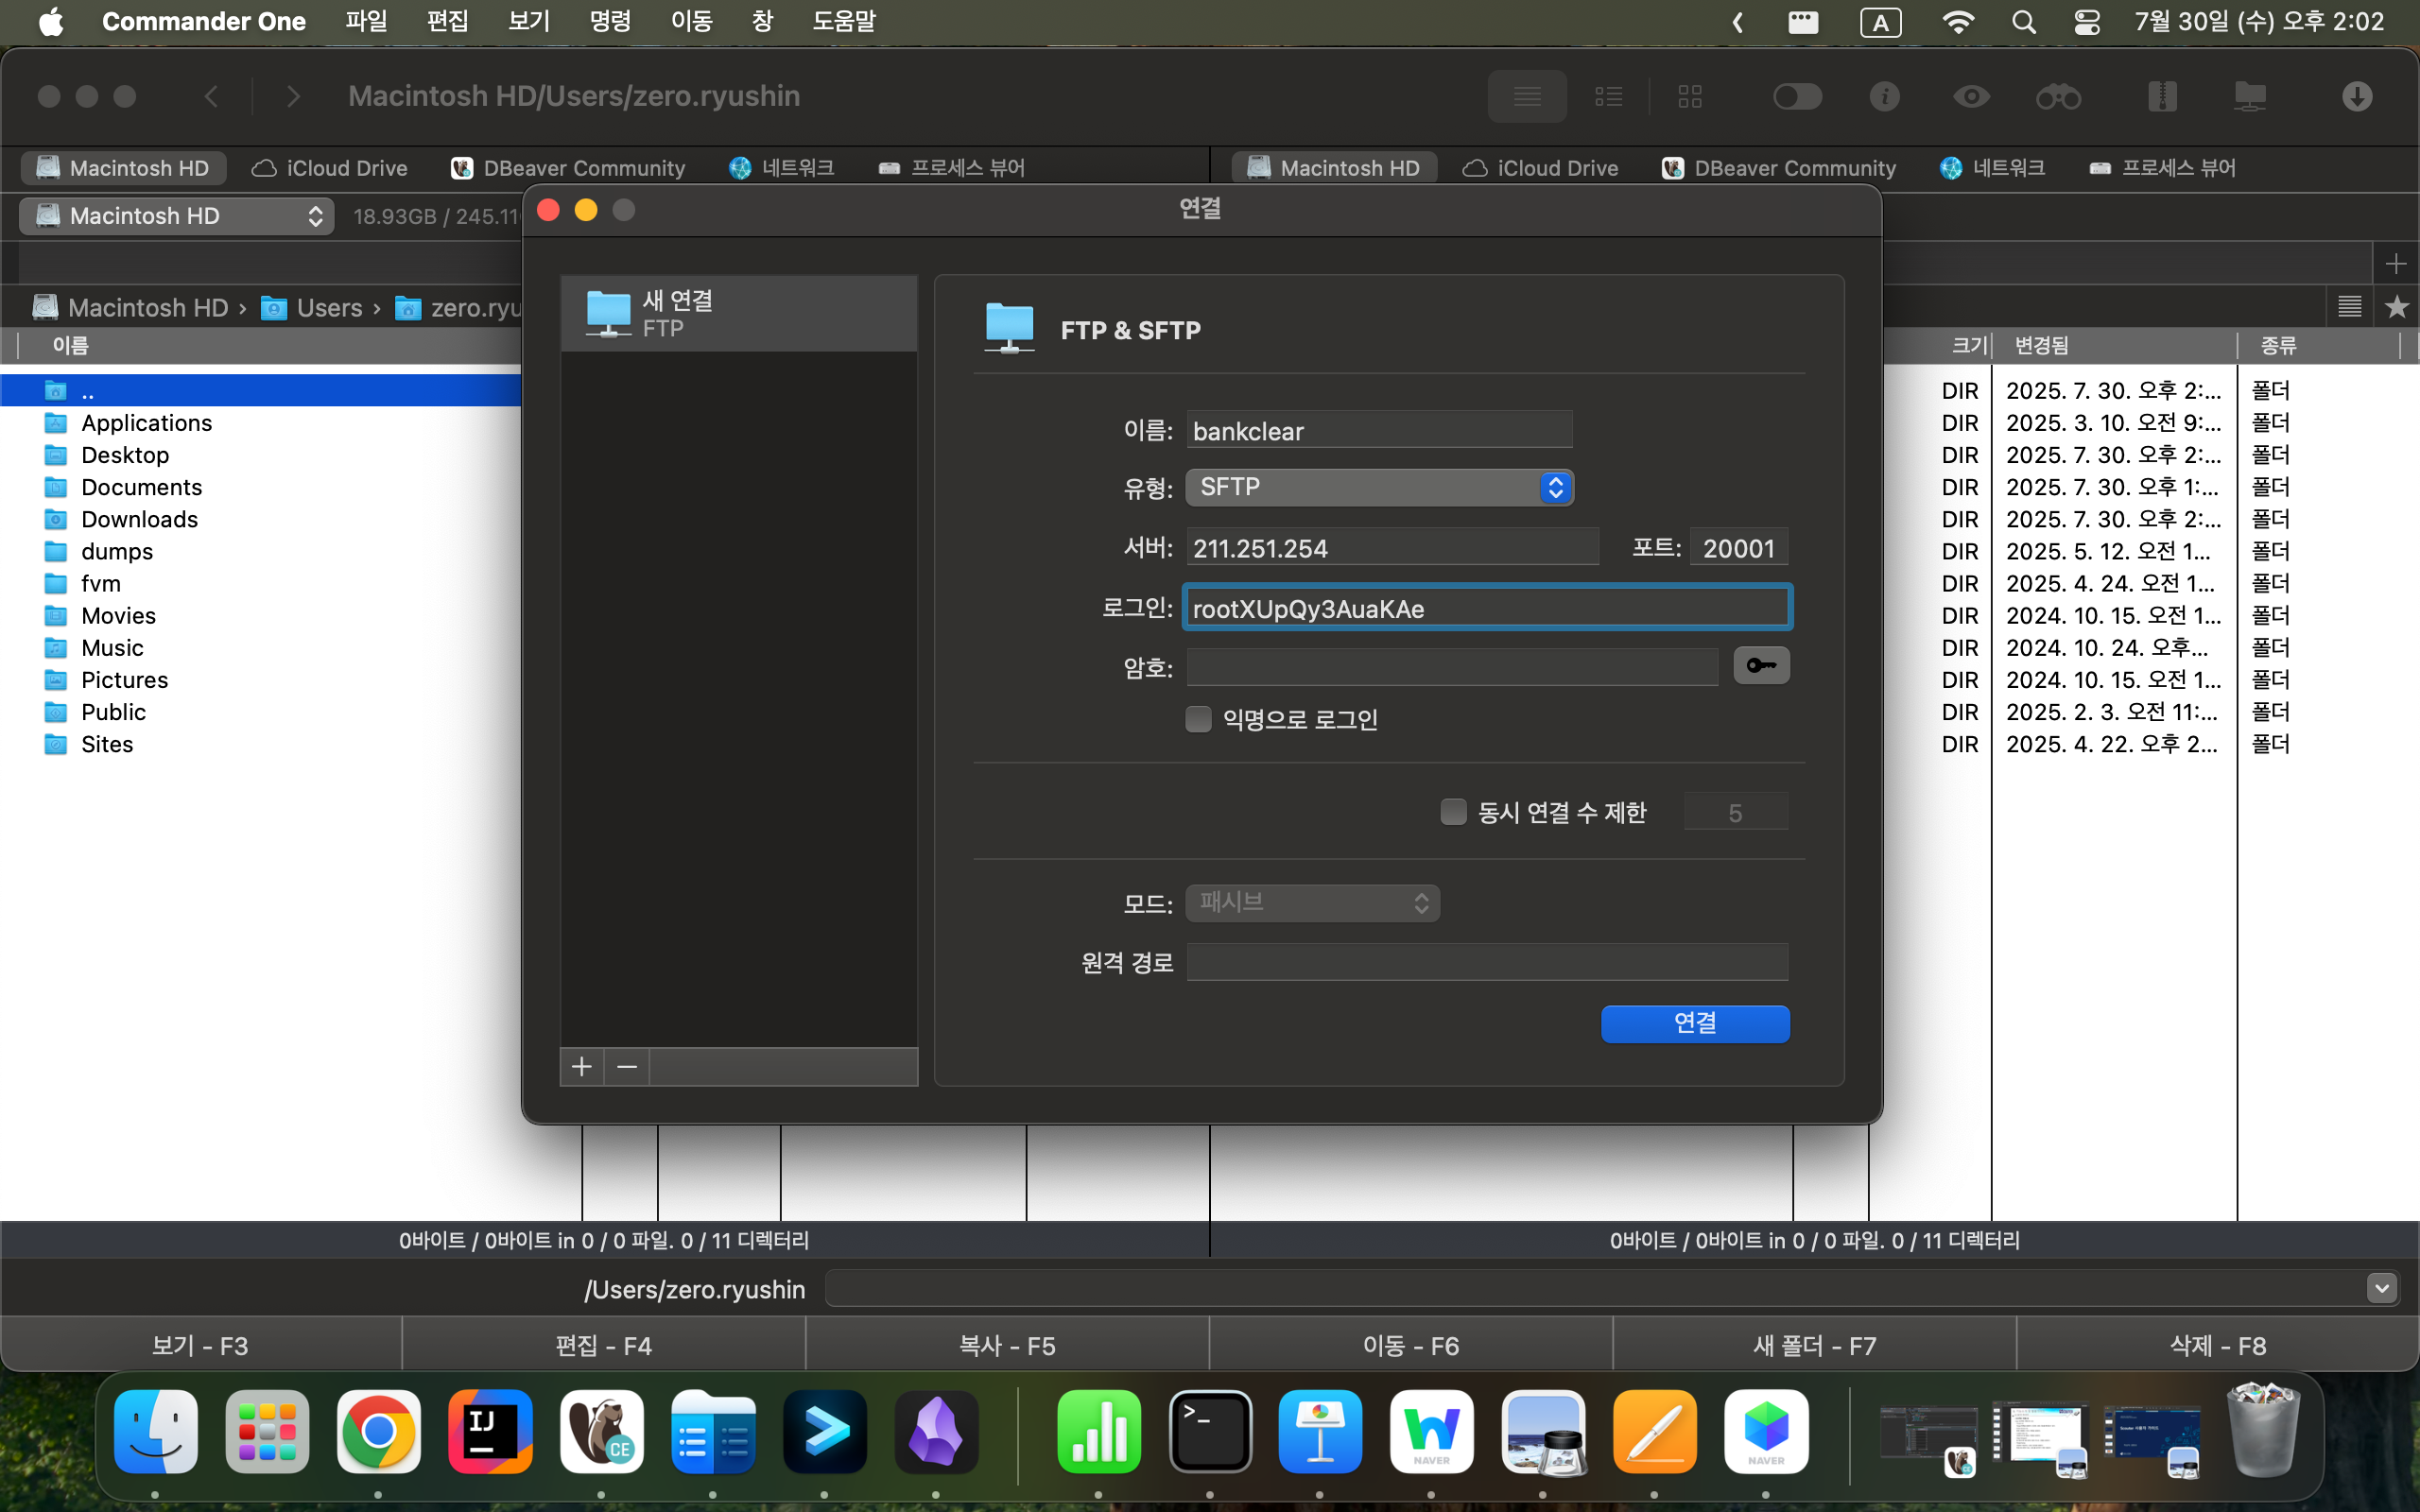 Commander One 파일 편집 보기 명령 이동 창 도움말 A 7월 30일 (수) 오후 2:02
Macintosh HD/Users/zero.ryushin
Macintosh HD iCloud Drive DBeaver Community 네트워크 프로세스 뷰어 Macintosh HD iCloud Drive DBeaver Community 네트워크 프로세스 뷰어
Macintosh HD 18.93GB / 245.11
Macintosh HD › Users › zero.ryu
이름
..
Applications
Desktop
Documents
Downloads
dumps
fvm
Movies
Music
Pictures
Public
Sites
연결
새 연결
FTP
FTP & SFTP
이름: bankclear
유형: SFTP
서버: 211.251.254 포트: 20001
로그인: rootXUpQy3AuaKAe
암호:
익명으로 로그인
동시 연결 수 제한 5
모드: 패시브
원격 경로
연결
크기 변경됨 종류
DIR 2025. 7. 30. 오후 2:... 폴더
DIR 2025. 3. 10. 오전 9:... 폴더
DIR 2025. 7. 30. 오후 2:... 폴더
DIR 2025. 7. 30. 오후 1:... 폴더
DIR 2025. 7. 30. 오후 2:... 폴더
DIR 2025. 5. 12. 오전 1... 폴더
DIR 2025. 4. 24. 오전 1... 폴더
DIR 2024. 10. 15. 오전 1... 폴더
DIR 2024. 10. 24. 오후... 폴더
DIR 2024. 10. 15. 오전 1... 폴더
DIR 2025. 2. 3. 오전 11:... 폴더
DIR 2025. 4. 22. 오후 2... 폴더
0바이트 / 0바이트 in 0 / 0 파일. 0 / 11 디렉터리 0바이트 / 0바이트 in 0 / 0 파일. 0 / 11 디렉터리
/Users/zero.ryushin
보기 - F3 편집 - F4 복사 - F5 이동 - F6 새 폴더 - F7 삭제 - F8
IJ CE NAVER NAVER